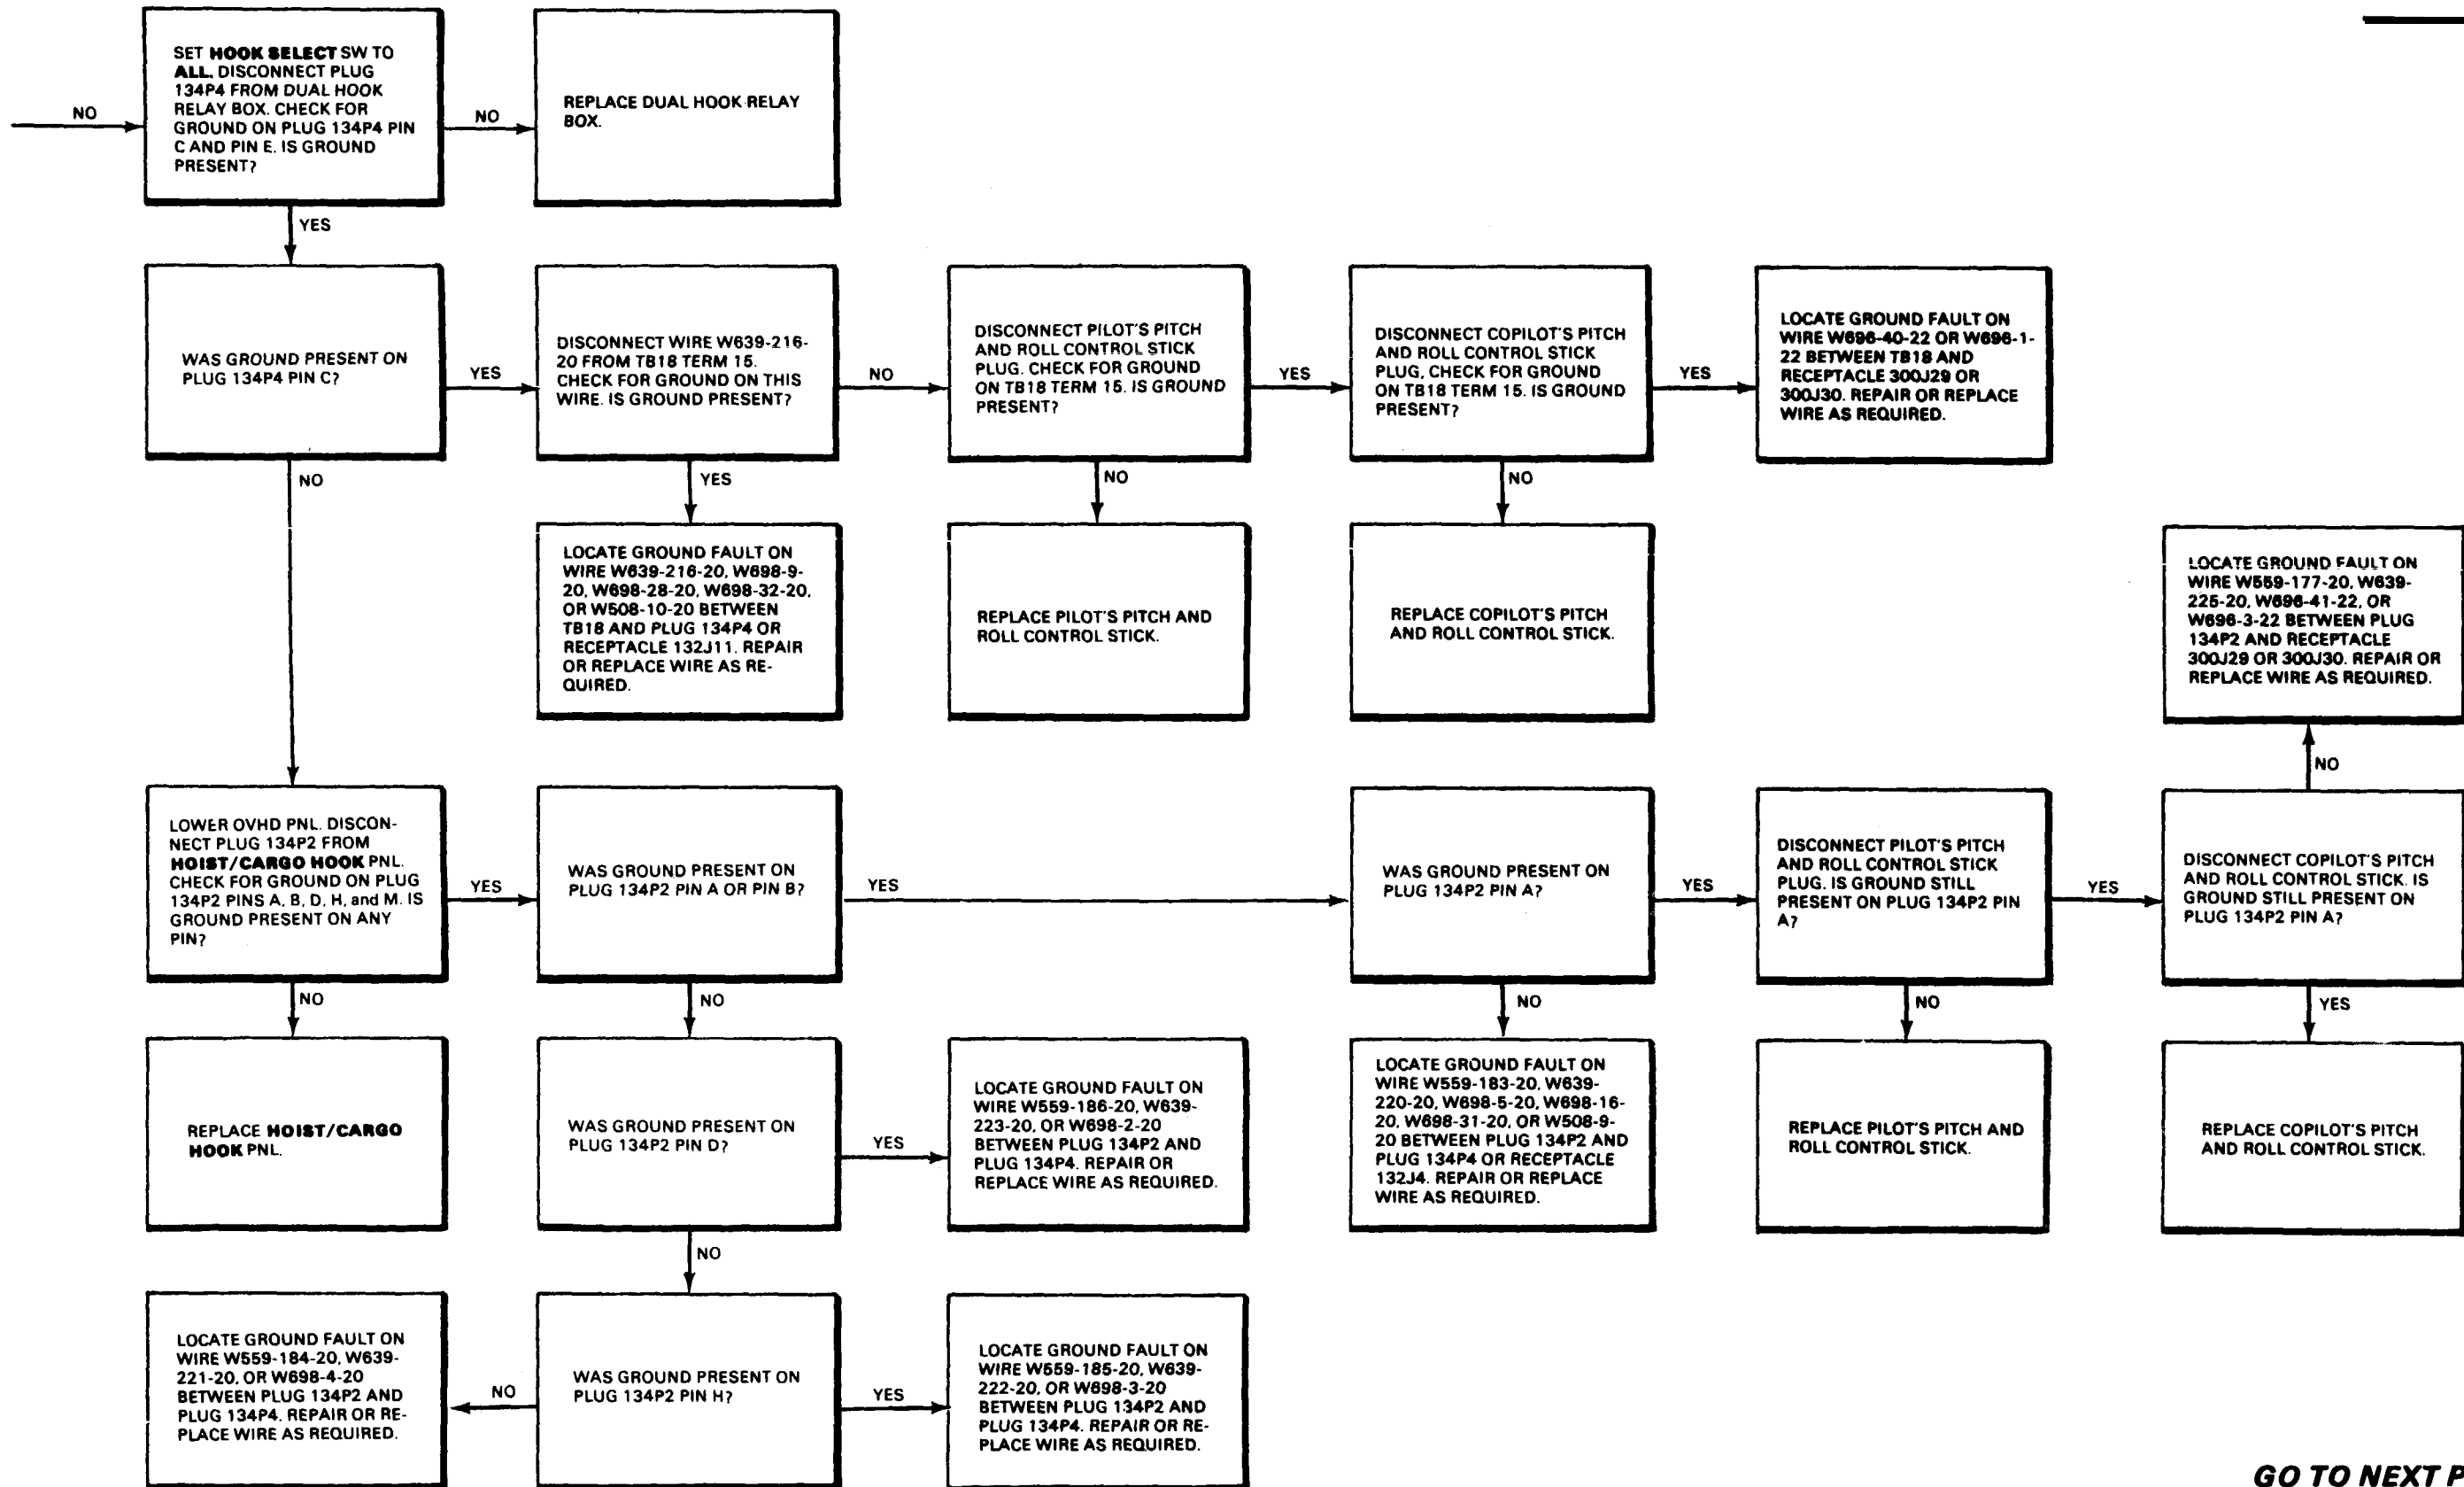 NO
SET HOOK SELECT SW TO
ALL. DISCONNECT PLUG
134P4 FROM DUAL HOOK
RELAY BOX. CHECK FOR
GROUND ON PLUG 134P4 PIN
C AND PIN E. IS GROUND
PRESENT?
NO
REPLACE DUAL HOOK RELAY
BOX.
YES
WAS GROUND PRESENT ON
PLUG 134P4 PIN C?
YES
DISCONNECT WIRE W639-216-
20 FROM TB18 TERM 15.
CHECK FOR GROUND ON THIS
WIRE. IS GROUND PRESENT?
NO
DISCONNECT PILOT'S PITCH
AND ROLL CONTROL STICK
PLUG. CHECK FOR GROUND
ON TB18 TERM 15. IS GROUND
PRESENT?
YES
DISCONNECT COPILOT'S PITCH
AND ROLL CONTROL STICK
PLUG. CHECK FOR GROUND
ON TB18 TERM 15. IS GROUND
PRESENT?
YES
LOCATE GROUND FAULT ON
WIRE W696-40-22 OR W696-1-
22 BETWEEN TB18 AND
RECEPTACLE 300J29 OR
300J30. REPAIR OR REPLACE
WIRE AS REQUIRED.
NO
YES
NO
NO
LOCATE GROUND FAULT ON
WIRE W639-216-20, W698-9-
20, W698-28-20, W698-32-20,
OR W508-10-20 BETWEEN
TB18 AND PLUG 134P4 OR
RECEPTACLE 132J11. REPAIR
OR REPLACE WIRE AS RE-
QUIRED.
REPLACE PILOT'S PITCH AND
ROLL CONTROL STICK.
REPLACE COPILOT'S PITCH
AND ROLL CONTROL STICK.
LOCATE GROUND FAULT ON
WIRE W559-177-20, W639-
225-20, W696-41-22, OR
W696-3-22 BETWEEN PLUG
134P2 AND RECEPTACLE
300J29 OR 300J30. REPAIR OR
REPLACE WIRE AS REQUIRED.
NO
LOWER OVHD PNL. DISCON-
NECT PLUG 134P2 FROM
HOIST/CARGO HOOK PNL.
CHECK FOR GROUND ON PLUG
134P2 PINS A, B, D, H, and M. IS
GROUND PRESENT ON ANY
PIN?
YES
WAS GROUND PRESENT ON
PLUG 134P2 PIN A OR PIN B?
YES
WAS GROUND PRESENT ON
PLUG 134P2 PIN A?
YES
DISCONNECT PILOT'S PITCH
AND ROLL CONTROL STICK
PLUG. IS GROUND STILL
PRESENT ON PLUG 134P2 PIN
A?
YES
DISCONNECT COPILOT'S PITCH
AND ROLL CONTROL STICK. IS
GROUND STILL PRESENT ON
PLUG 134P2 PIN A?
NO
NO
NO
NO
YES
REPLACE HOIST/CARGO
HOOK PNL.
WAS GROUND PRESENT ON
PLUG 134P2 PIN D?
YES
LOCATE GROUND FAULT ON
WIRE W559-186-20, W639-
223-20, OR W698-2-20
BETWEEN PLUG 134P2 AND
PLUG 134P4. REPAIR OR
REPLACE WIRE AS REQUIRED.
LOCATE GROUND FAULT ON
WIRE W559-183-20, W639-
220-20, W698-5-20, W698-16-
20, W698-31-20, OR W508-9-
20 BETWEEN PLUG 134P2 AND
PLUG 134P4 OR RECEPTACLE
132J4. REPAIR OR REPLACE
WIRE AS REQUIRED.
REPLACE PILOT'S PITCH AND
ROLL CONTROL STICK.
REPLACE COPILOT'S PITCH
AND ROLL CONTROL STICK.
NO
LOCATE GROUND FAULT ON
WIRE W559-184-20, W639-
221-20, OR W698-4-20
BETWEEN PLUG 134P2 AND
PLUG 134P4. REPAIR OR RE-
PLACE WIRE AS REQUIRED.
NO
WAS GROUND PRESENT ON
PLUG 134P2 PIN H?
YES
LOCATE GROUND FAULT ON
WIRE W559-185-20, W639-
222-20, OR W698-3-20
BETWEEN PLUG 134P2 AND
PLUG 134P4. REPAIR OR RE-
PLACE WIRE AS REQUIRED.
GO TO NEXT P